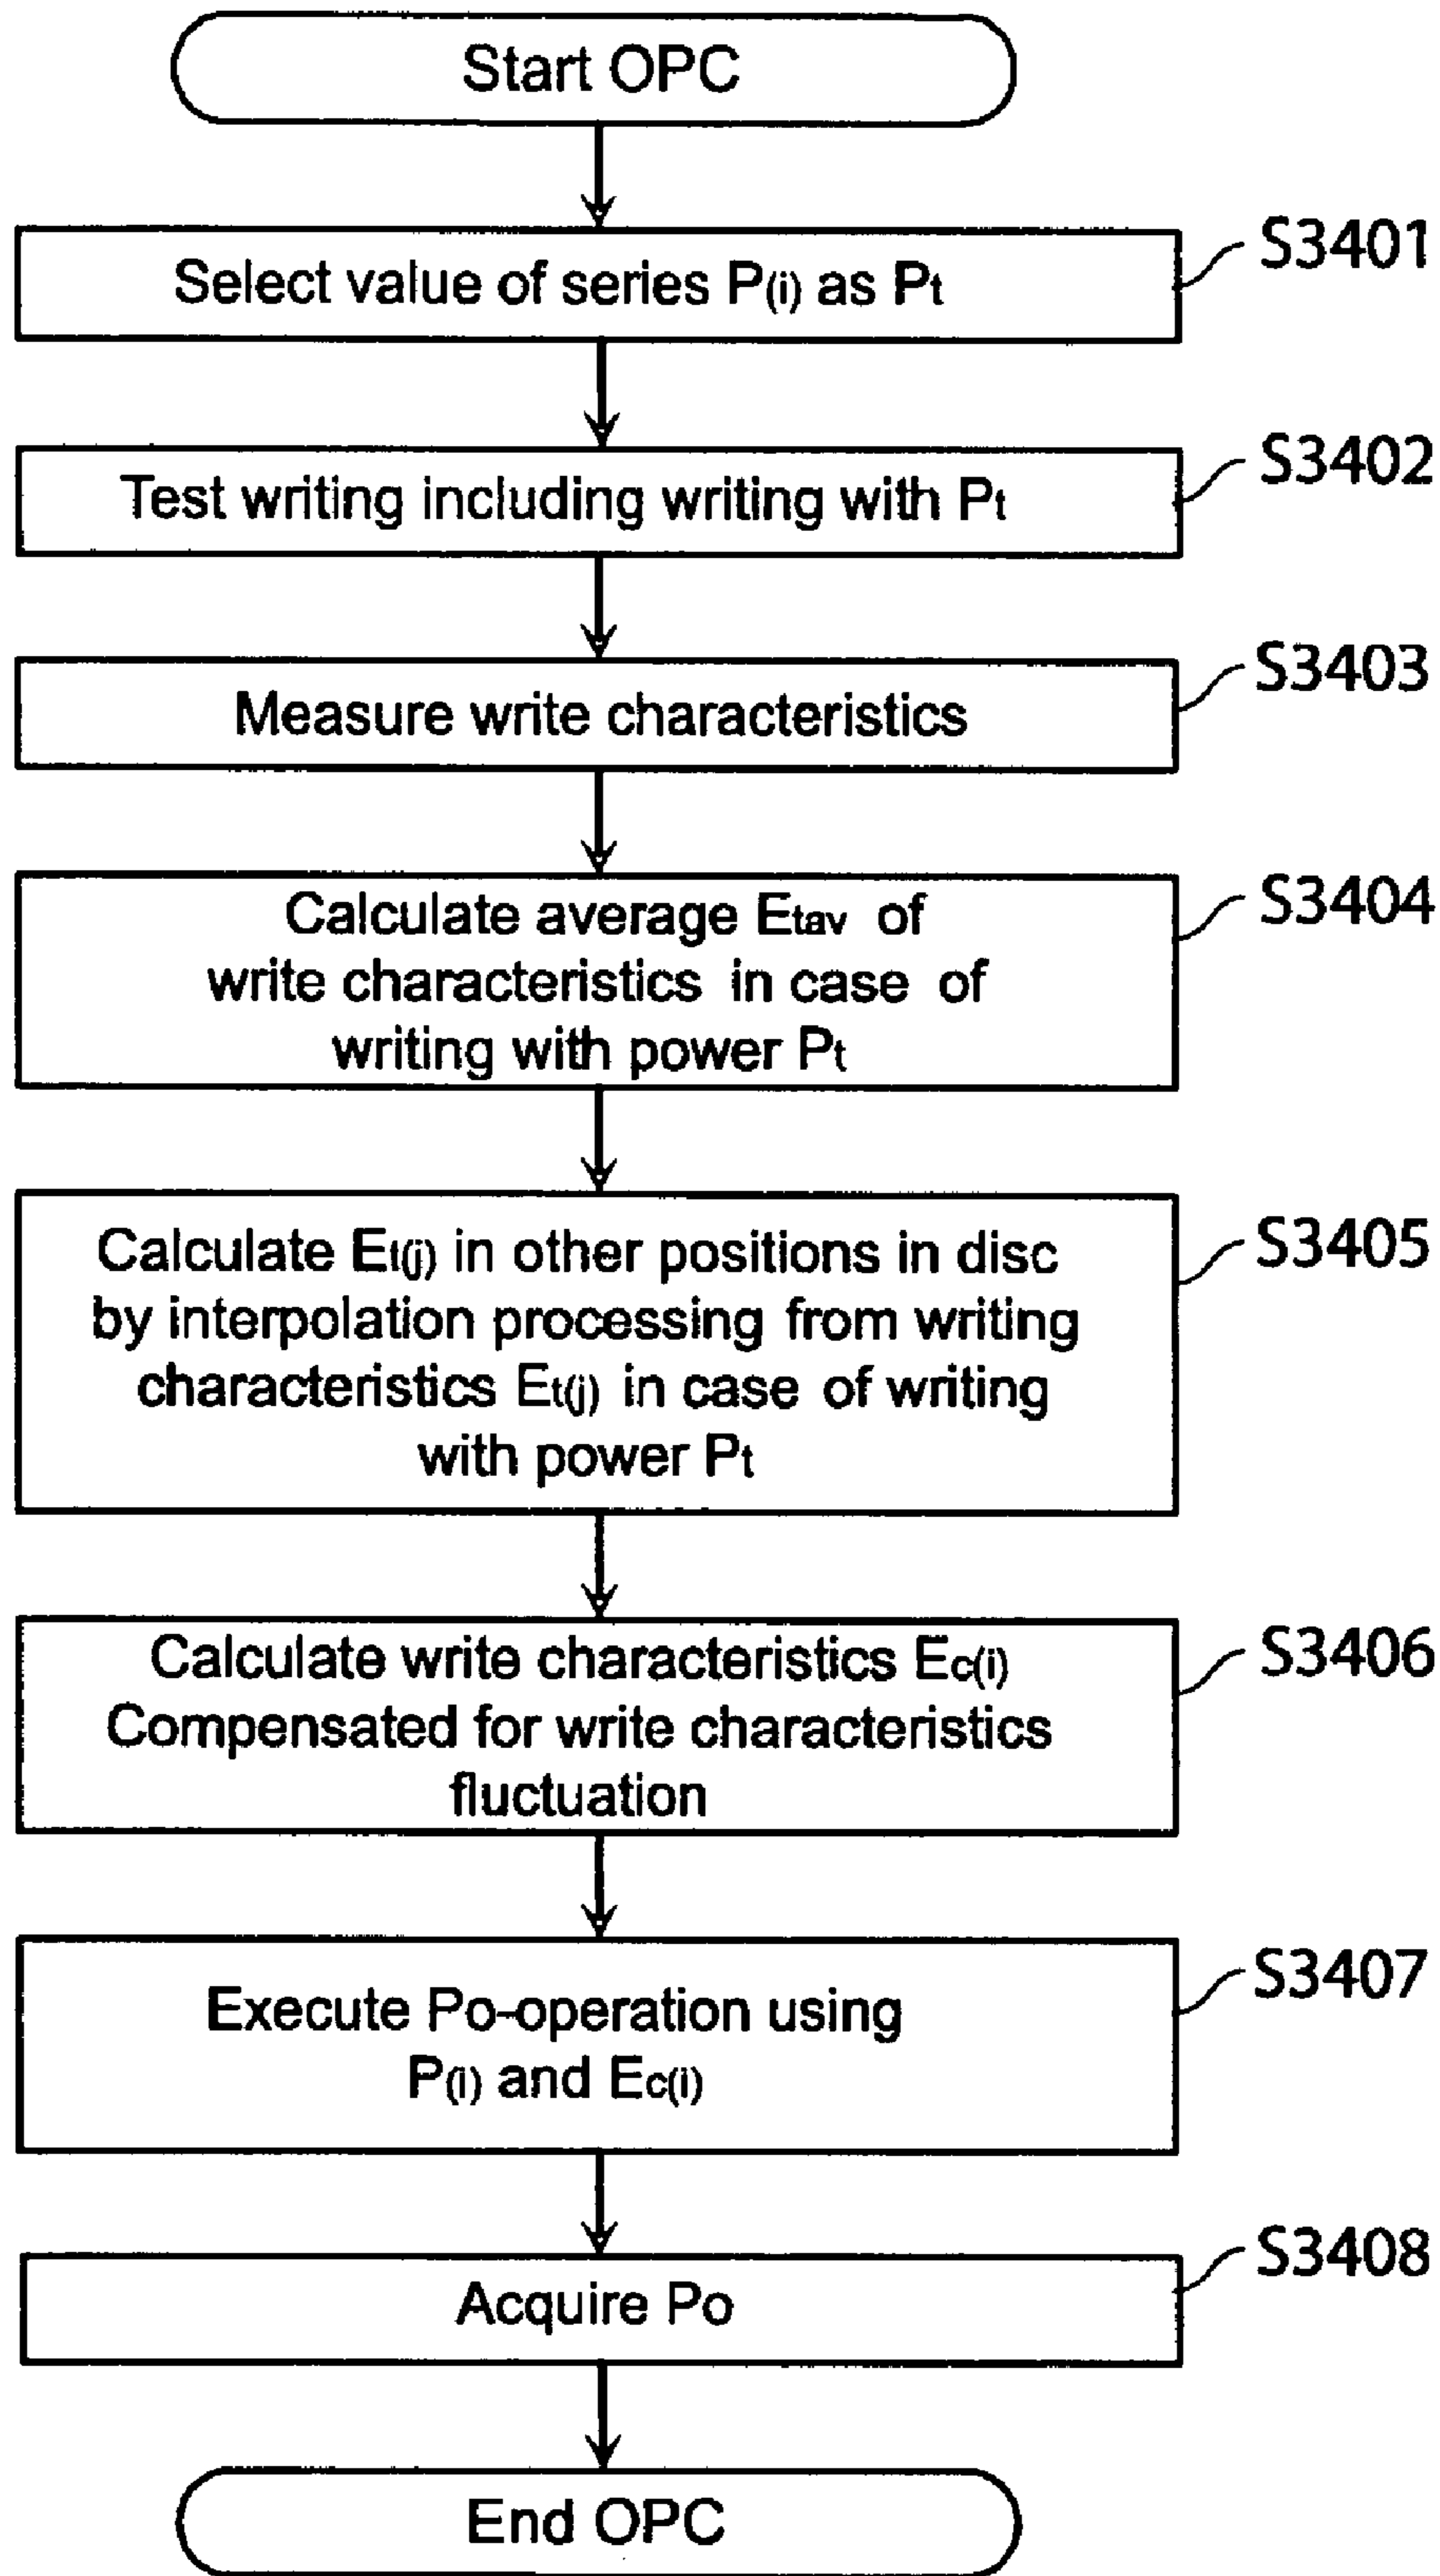 Start OPC
S3401
Select value of series P(i) as Pt
S3402
Test writing including writing with Pt
S3403
Measure write characteristics
S3404
Calculate average Etav of
write characteristics in case of
writing with power Pt
S3405
Calculate Et(j) in other positions in disc
by interpolation processing from writing
characteristics Et(j) in case of writing
with power Pt
S3406
Calculate write characteristics Ec(i)
Compensated for write characteristics
fluctuation
S3407
Execute Po-operation using
P(i) and Ec(i)
S3408
Acquire Po
End OPC